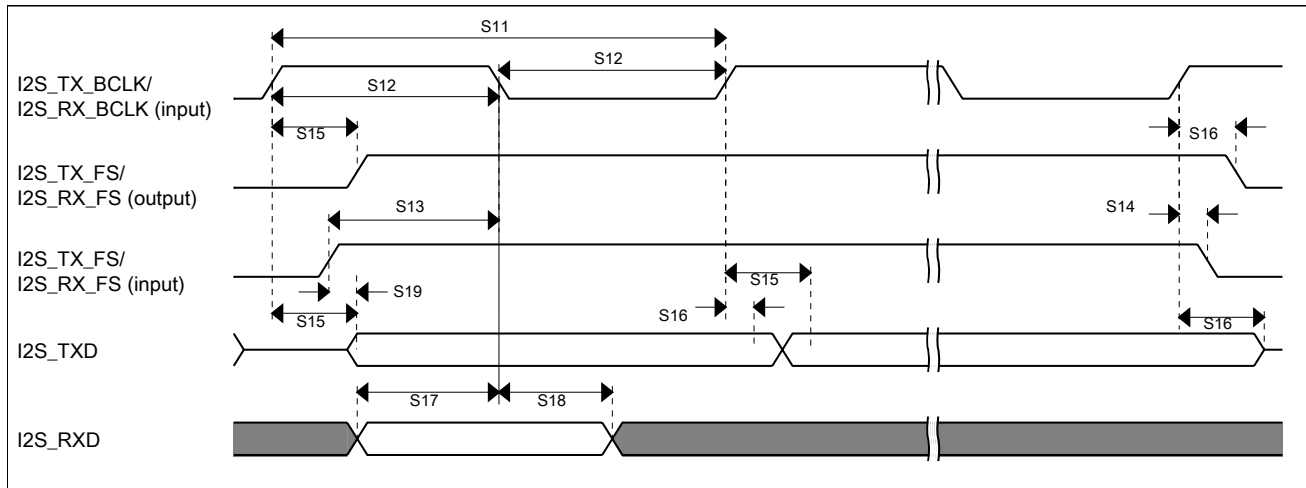 S11
S12
I2S_TX_BCLK/
I2S_RX_BCLK (input)
S12
S15
S16
I2S_TX_FS/
I2S_RX_FS (output)
S13
S14
I2S_TX_FS/
I2S_RX_FS (input)
S15
S19
S15
S16
S16
I2S_TXD
S17
S18
I2S_RXD